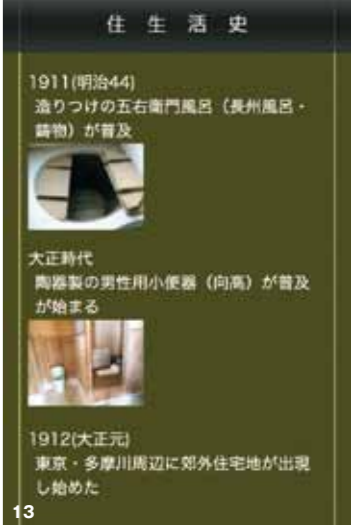 住生活史
1911(明治44)
造りつけの五右衛門風呂（長州風呂・
鋳物）が普及
大正時代
陶器製の男性用小便器（向高）が普及
が始まる
1912(大正元)
東京・多摩川周辺に郊外住宅地が出現
し始めた
13